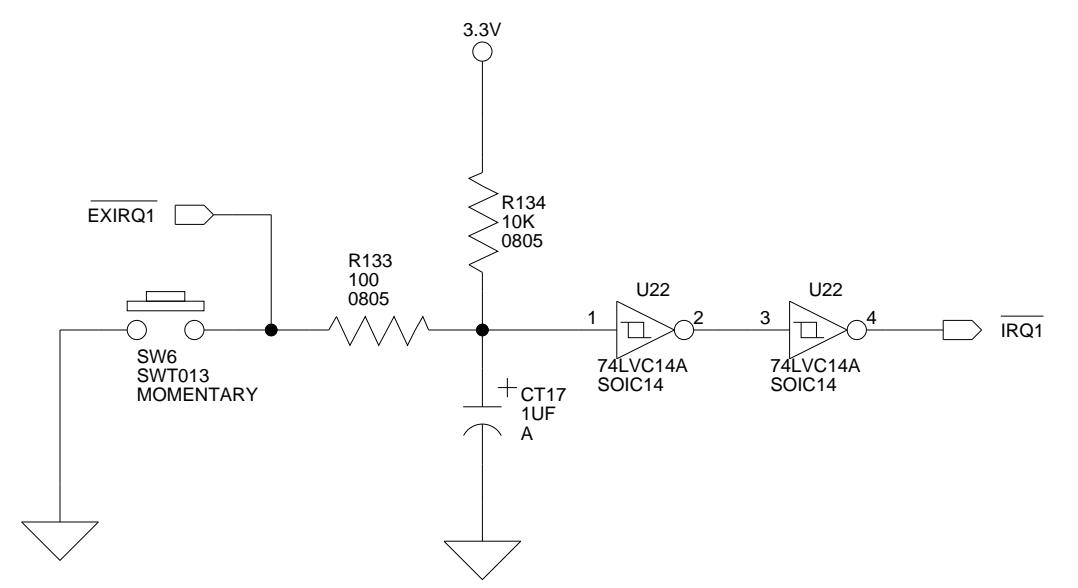 3.3V
R134
10K
0805
EXIRQ1
R133
100
0805
U22
U22
1
2
3
4
IRQ1
SW6
SWT013
MOMENTARY
74LVC14A
SOIC14
74LVC14A
SOIC14
+
CT17
1UF
A